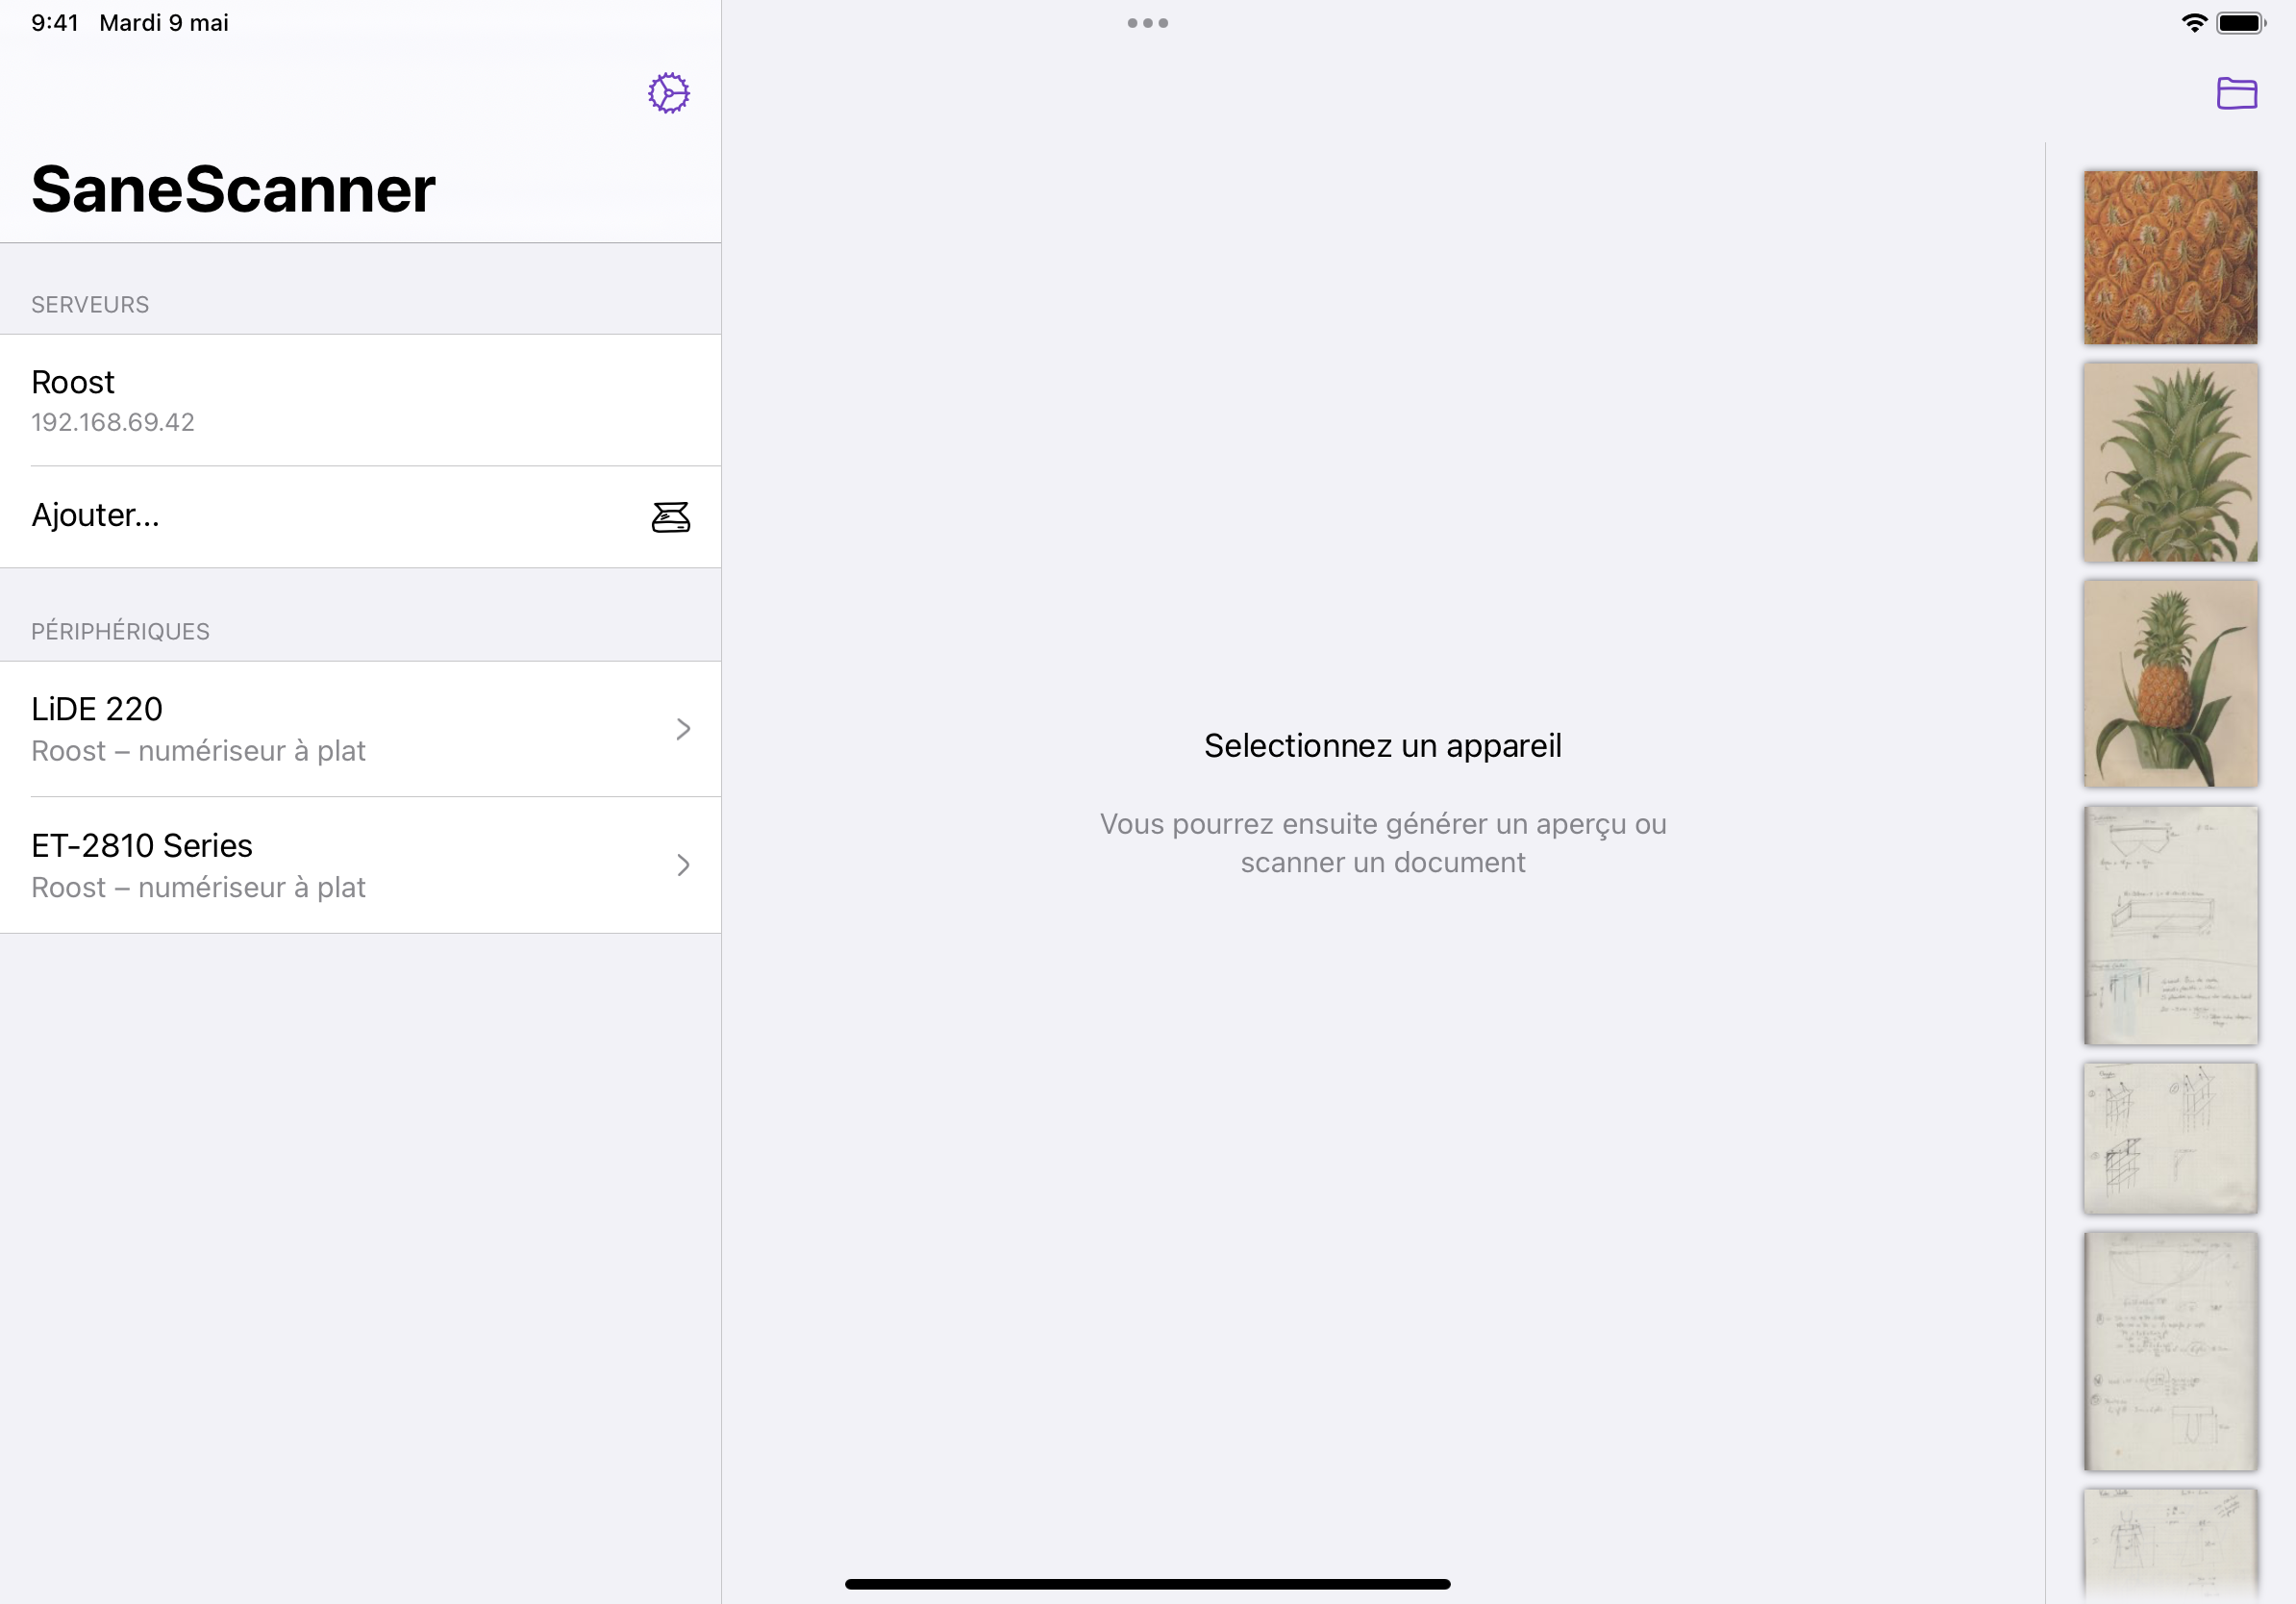 9:41 Mardi 9 mai
SaneScanner
SERVEURS
Roost
192.168.69.42
Ajouter...
PÉRIPHÉRIQUES
LiDE 220
Roost – numériseur à plat
ET-2810 Series
Roost – numériseur à plat
Selectionnez un appareil
Vous pourrez ensuite générer un aperçu ou
scanner un document